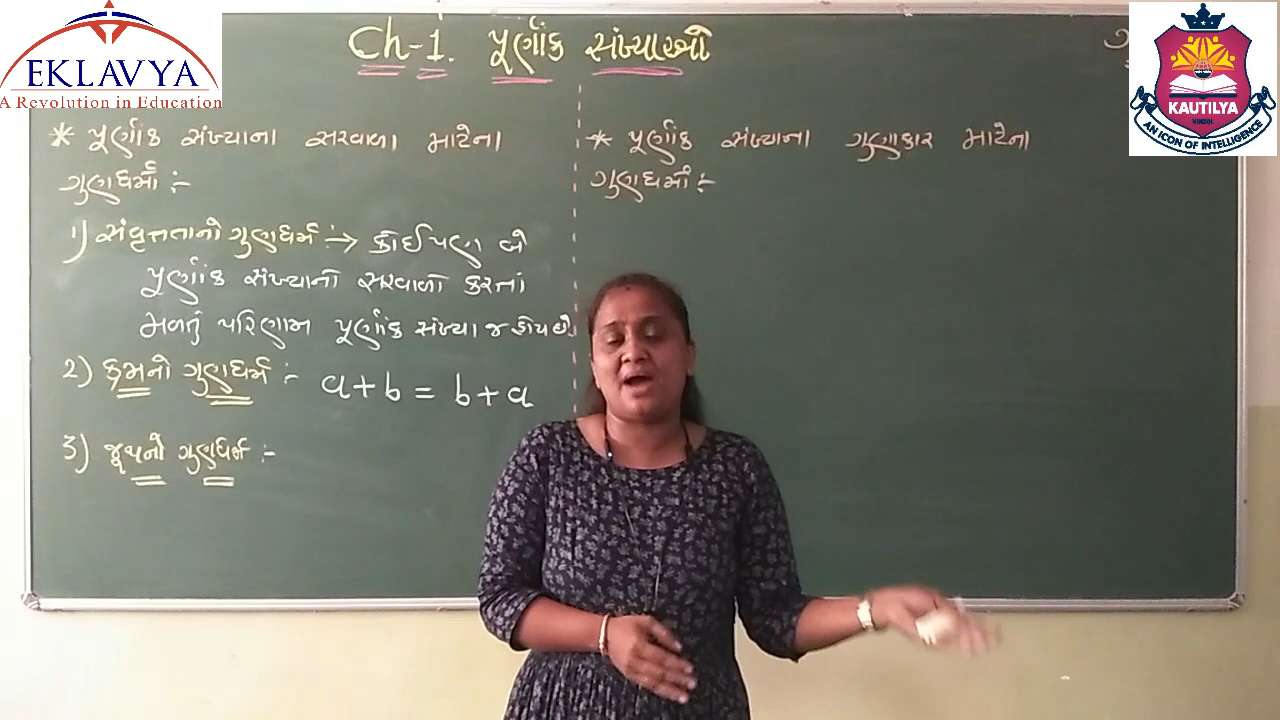 EKLAVYA
A Revolution in Education
KAUTILYA
VINZOL
AN ICON OF INTELLIGENCE
Ch-1. પૂર્ણાંક સંખ્યાઓ
* પૂર્ણાંક સંખ્યાના સરવાળા માટેના
ગુણધર્મો :-
1) સંવૃત્તતાનો ગુણધર્મ :-> કોઈપણ બે
પૂર્ણાંક સંખ્યાનો સરવાળો કરતાં
મળતું પરિણામ પૂર્ણાંક સંખ્યા જ હોય છે
2) ક્રમનો ગુણધર્મ :- a+b = b+a
3) જૂથનો ગુણધર્મ :-
* પૂર્ણાંક સંખ્યાના ગુણાકાર માટેના
ગુણધર્મો :-